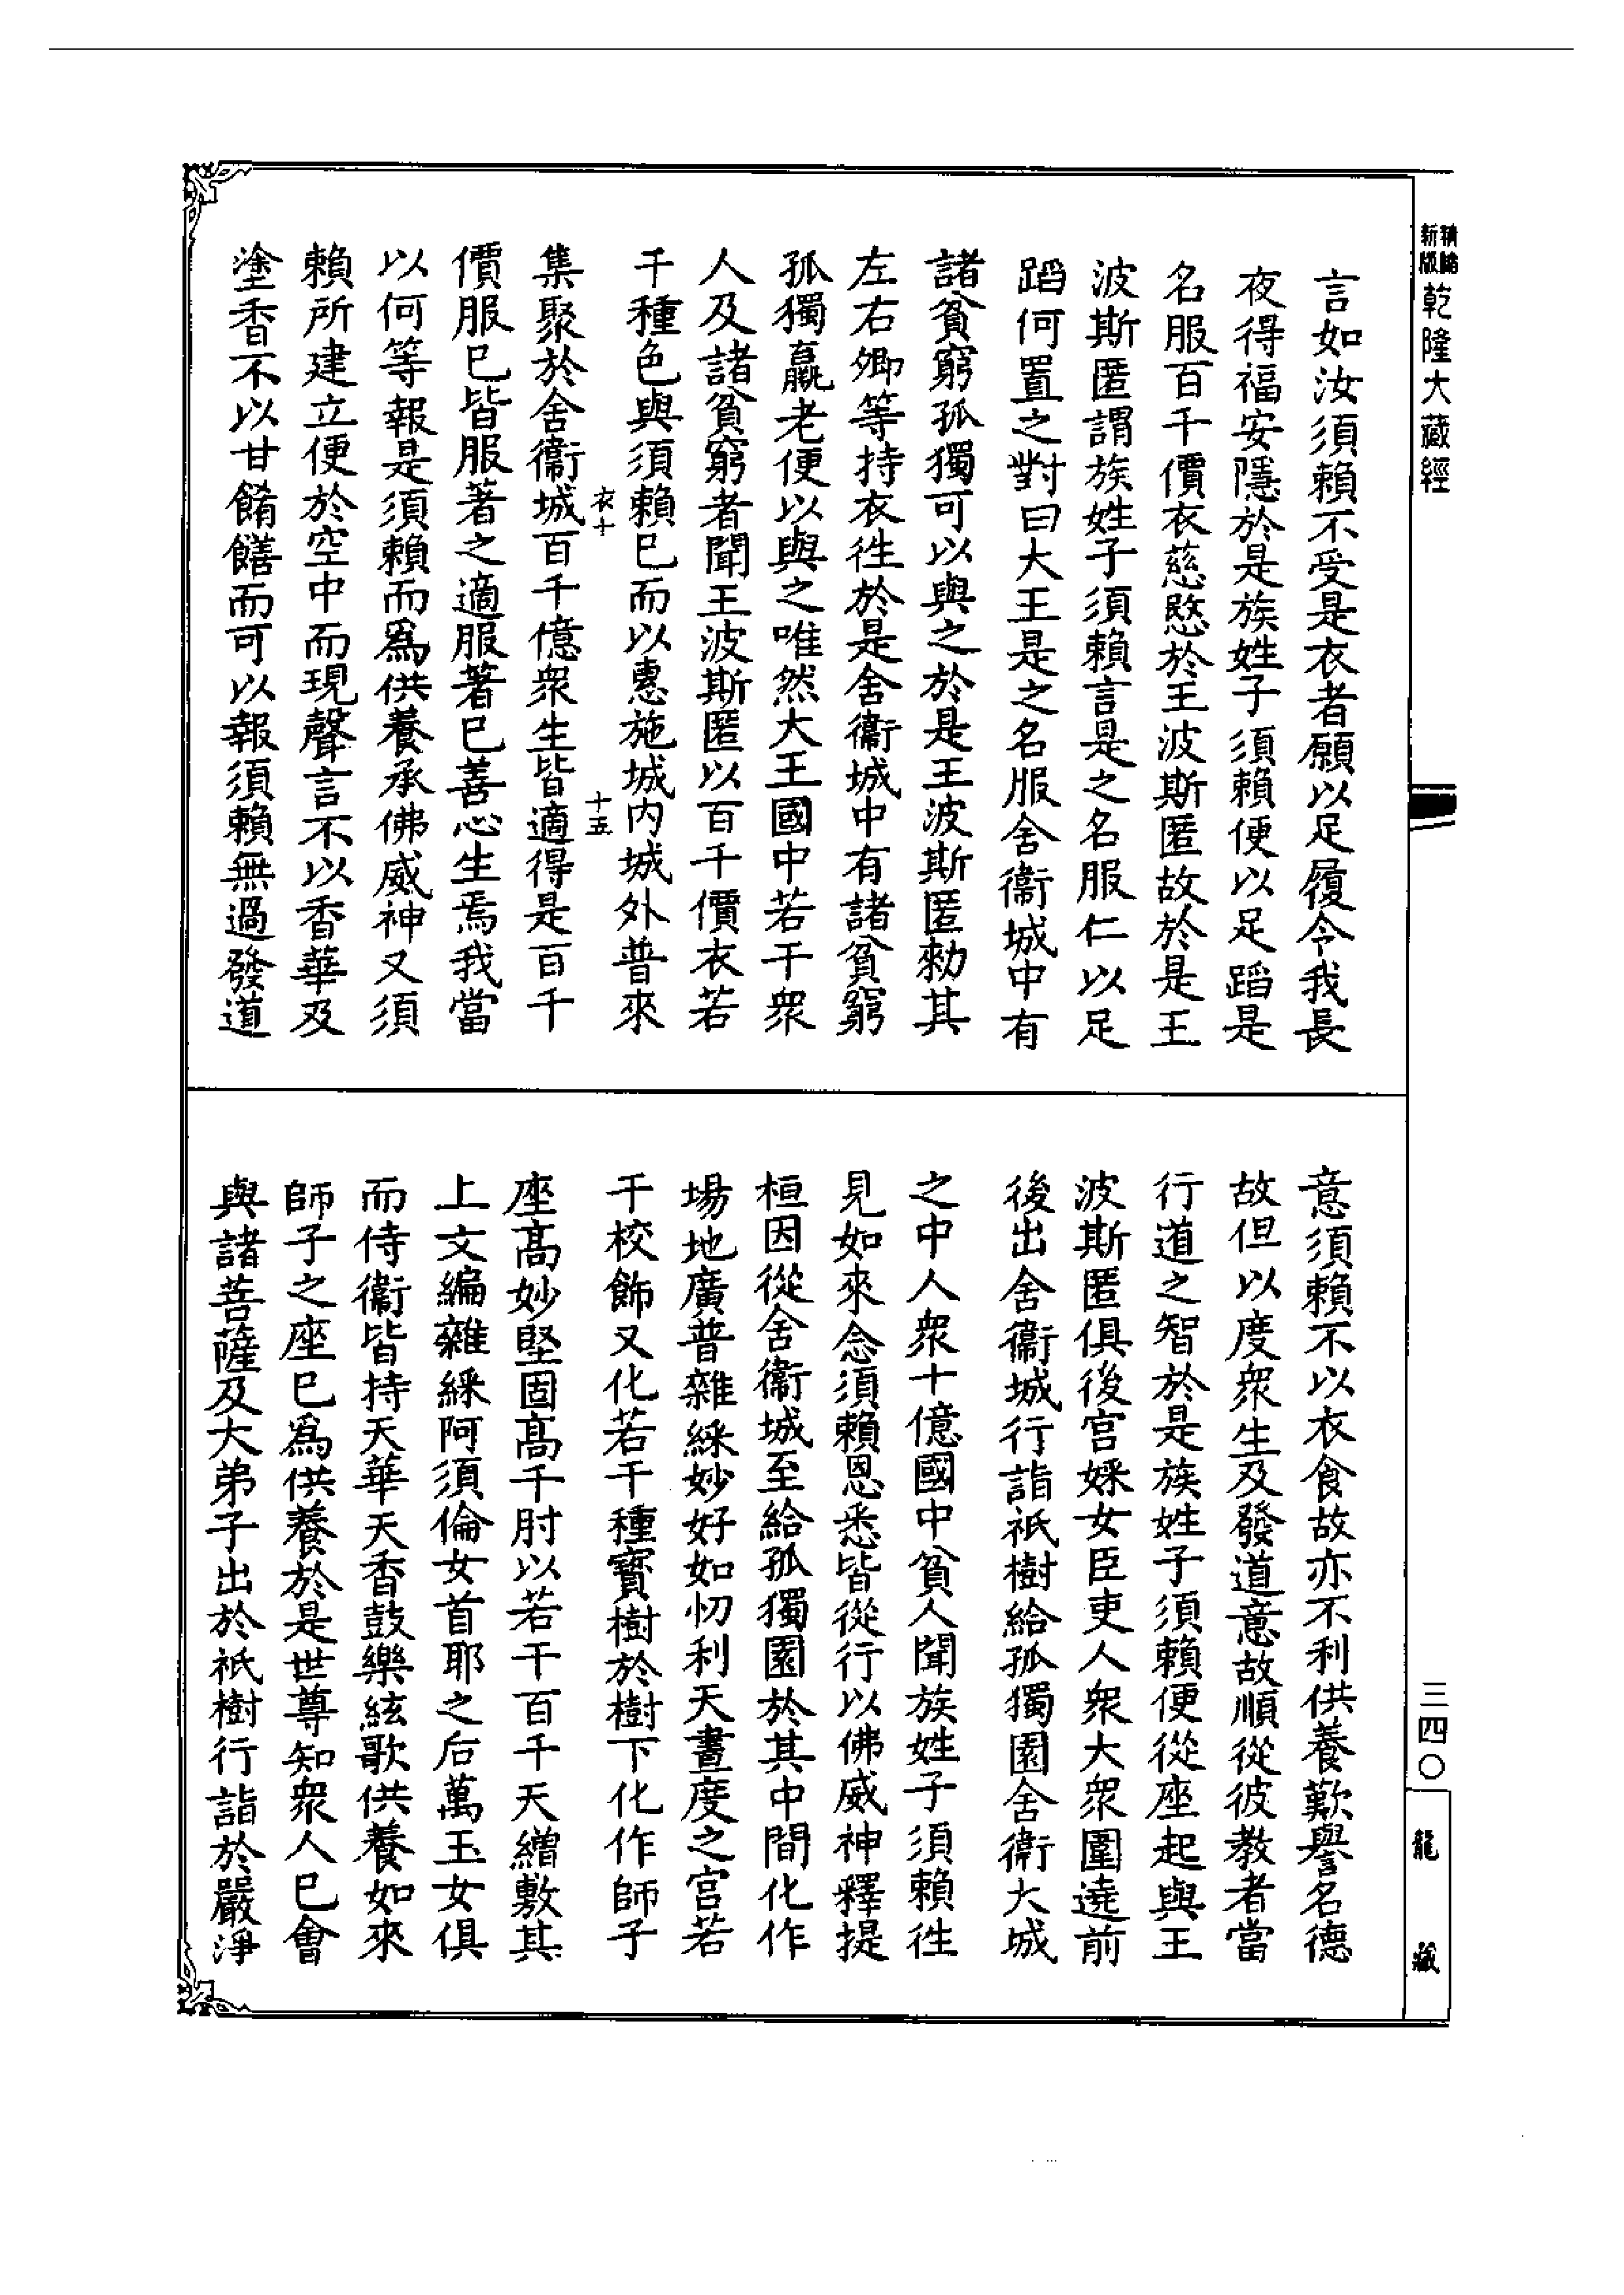 精縮新版乾隆大藏經
言如汝須賴不受是衣者願以足履令我長
夜得福安隱於是族姓子須賴便以足蹈是
名服百千價衣慈愍於王波斯匿故於是王
波斯匿謂族姓子須賴言是之名服仁以足
蹈何置之對曰大王是之名服舍衞城中有
諸貧窮孤獨可以與之於是王波斯匿勑其
左右卿等持衣徃於是舍衞城中有諸貧窮
孤獨羸老便以與之唯然大王國中若干衆
人及諸貧窮者聞王波斯匿以百千價衣若
干種色與須賴巳而以惠施城内城外普來
衣十 十五
集聚於舍衞城百千億衆生皆適得是百千
價服巳皆服著之適服著巳善心生焉我當
以何等報是須賴而爲供養承佛威神又須
賴所建立便於空中而現聲言不以香華及
塗香不以甘餚饍而可以報須賴無過發道
意須賴不以衣食故亦不利供養歎譽名德
故但以度衆生及發道意故順從彼教者當
行道之智於是族姓子須賴便從座起與王
波斯匿俱後宮婇女臣吏人衆大衆圍遶前
後出舍衞城行詣祇樹給孤獨園舍衞大城
之中人衆十億國中貧人聞族姓子須賴徃
見如來念須賴恩悉皆從行以佛威神釋提
桓因從舍衞城至給孤獨園於其中間化作
場地廣普雜綵妙好如忉利天晝度之宮若
干校飾又化若干種寶樹於樹下化作師子
座高妙堅固高千肘以若干百千天繒敷其
上文編雜綵阿須倫女首耶之后萬玉女俱
而侍衞皆持天華天香鼓樂絃歌供養如來
師子之座巳爲供養於是世尊知衆人巳會
與諸菩薩及大弟子出於祇樹行詣於嚴淨
三四〇
龍藏